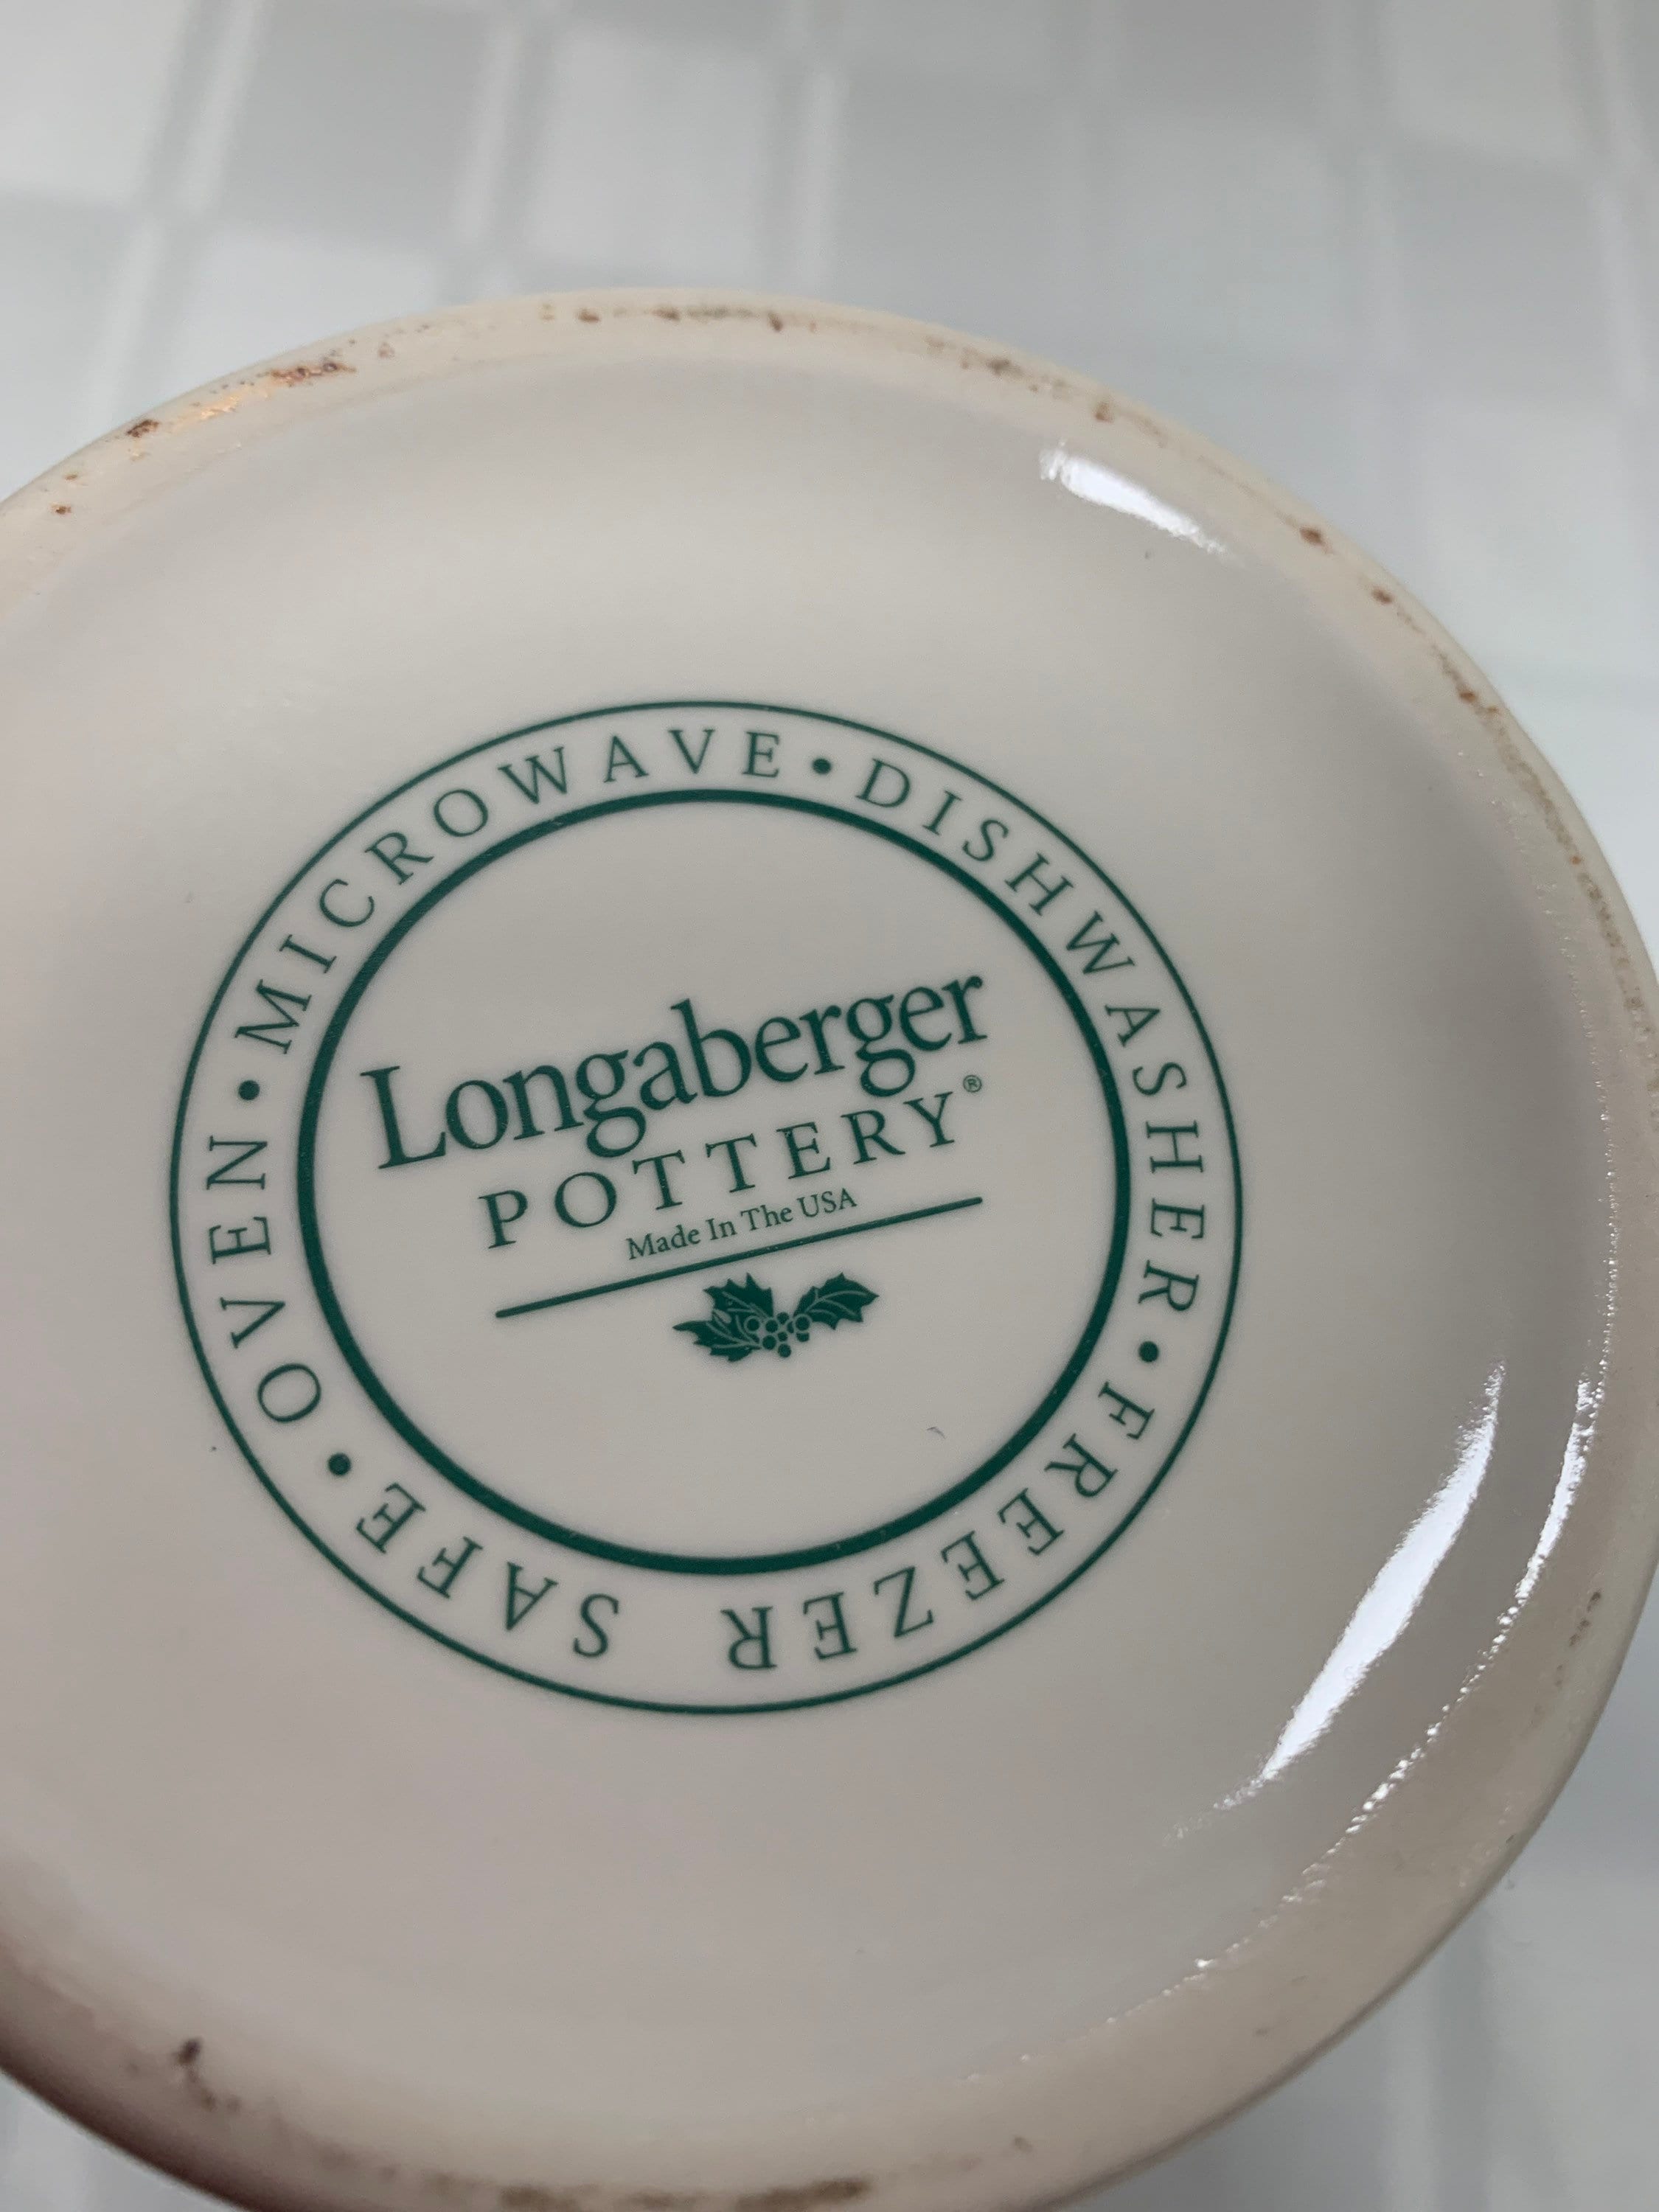 MICROWAVE • DISHWASHER • FREEZER SAFE • OVEN •
Longaberger
POTTERY®
Made In The USA